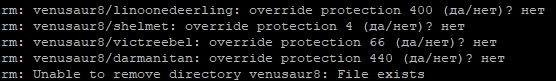 rm: venusaur8/linoonedeerling: override protection 400 (да/нет)? нет
rm: venusaur8/shelmet: override protection 4 (да/нет)? нет
rm: venusaur8/victreebel: override protection 66 (да/нет)? нет
rm: venusaur8/darmanitan: override protection 440 (да/нет)? нет
rm: Unable to remove directory venusaur8: File exists